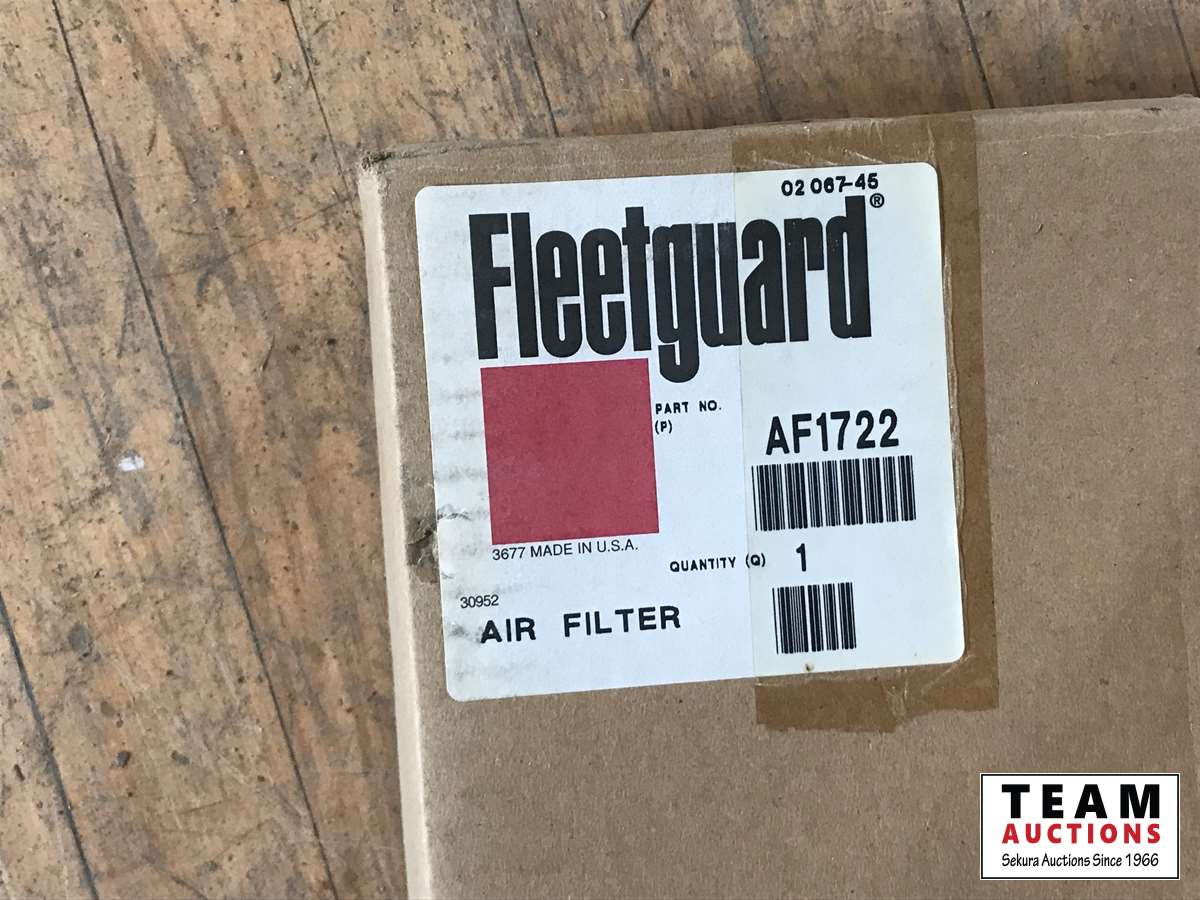 02 067-45
Fleetguard®
PART NO.
(P)
AF1722
3677 MADE IN U.S.A.
QUANTITY (Q) 1
30952
AIR FILTER
TEAM
AUCTIONS
Sekura Auctions Since 1966